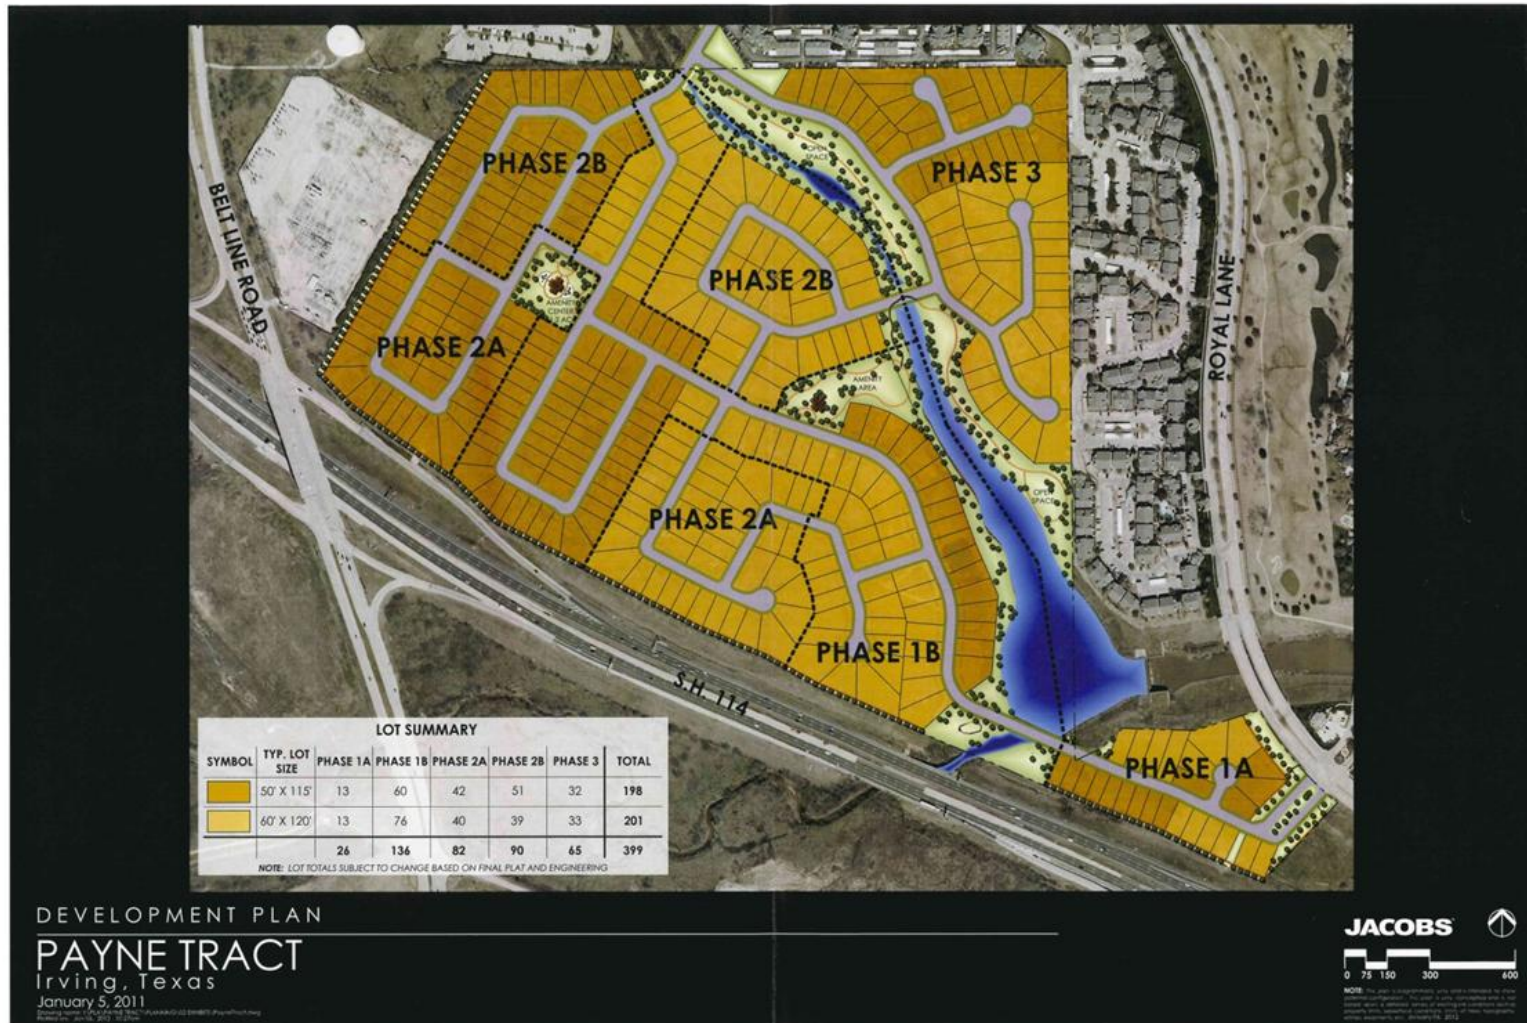 PHASE 2B
PHASE 3
OPEN
SPACE
BELT LINE ROAD
ROYAL LANE
PHASE 2B
AMENITY
CENTER
PHASE 2A
AMENITY
AREA
OPEN
SPACE
PHASE 2A
PHASE 1B
S.H. 114
PHASE 1A
LOT SUMMARY
SYMBOL TYP. LOT SIZE PHASE 1A PHASE 1B PHASE 2A PHASE 2B PHASE 3 TOTAL
50' X 115' 13 60 42 51 32 198
60' X 120' 13 76 40 39 33 201
26 136 82 90 65 399
NOTE: LOT TOTALS SUBJECT TO CHANGE BASED ON FINAL PLAT AND ENGINEERING
DEVELOPMENT PLAN
PAYNE TRACT
Irving, Texas
January 5, 2011
JACOBS
0 75 150 300 600